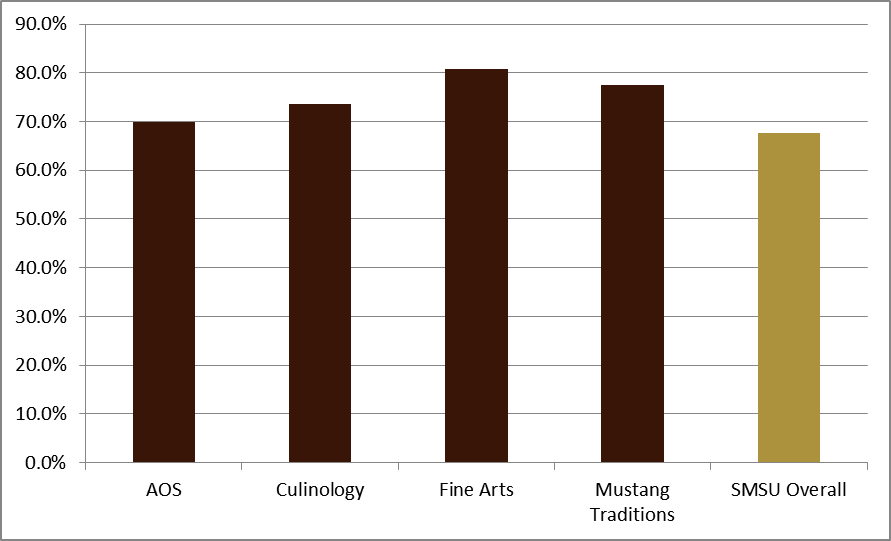 90.0%
80.0%
70.0%
60.0%
50.0%
40.0%
30.0%
20.0%
10.0%
0.0%
AOS
Culinology
Fine Arts
Mustang
Traditions
SMSU Overall